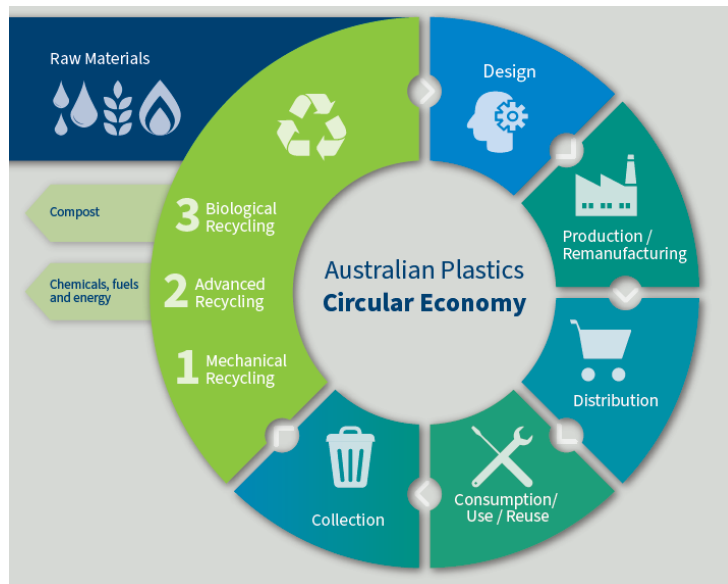 Raw Materials
Design
Production /
Remanufacturing
Distribution
Consumption/
Use / Reuse
Collection
1 Mechanical
Recycling
2 Advanced
Recycling
3 Biological
Recycling
Compost
Chemicals, fuels
and energy
Australian Plastics
Circular Economy